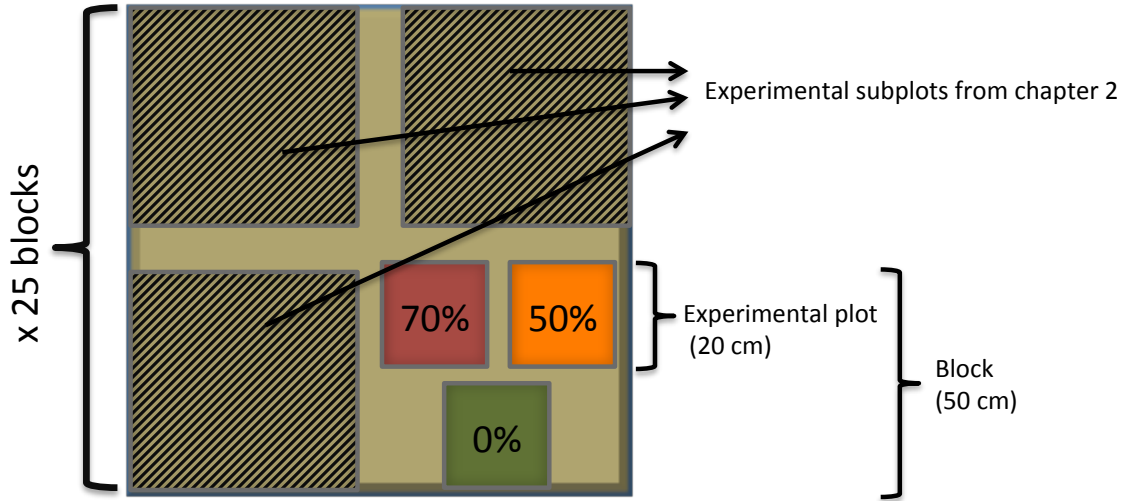 x 25 blocks
Experimental subplots from chapter 2
70%
50%
0%
Experimental plot
(20 cm)
Block
(50 cm)